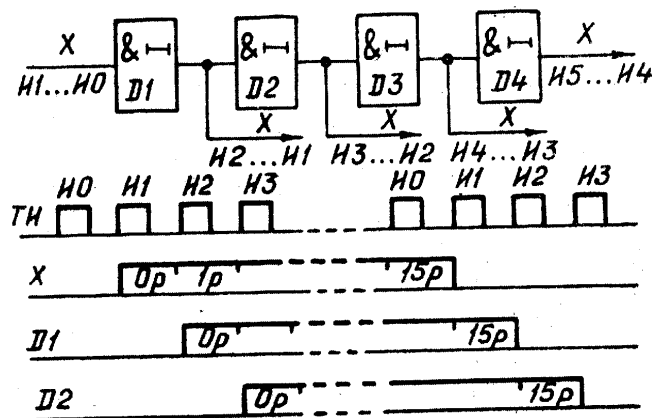 X & & & & X
И1...И0 D1 D2 D3 D4 И5...И4
X X X
И2...И1 И3...И2 И4...И3
И0 И1 И2 И3 И0 И1 И2 И3
ТИ
X 0р 1р 15р
D1 0р 15р
D2 0р 15р